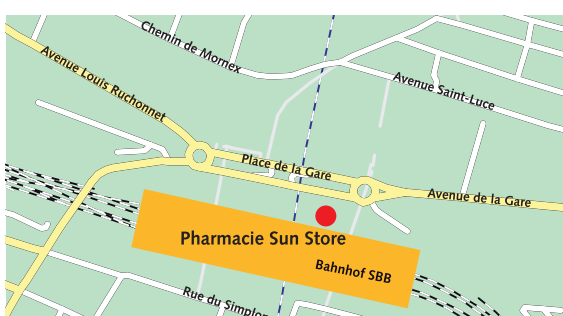 Chemin de Mornex
Avenue Louis Ruchonnet
Avenue Saint-Luce
Place de la Gare
Avenue de la Gare
Pharmacie Sun Store
Bahnhof SBB
Rue du Simplon